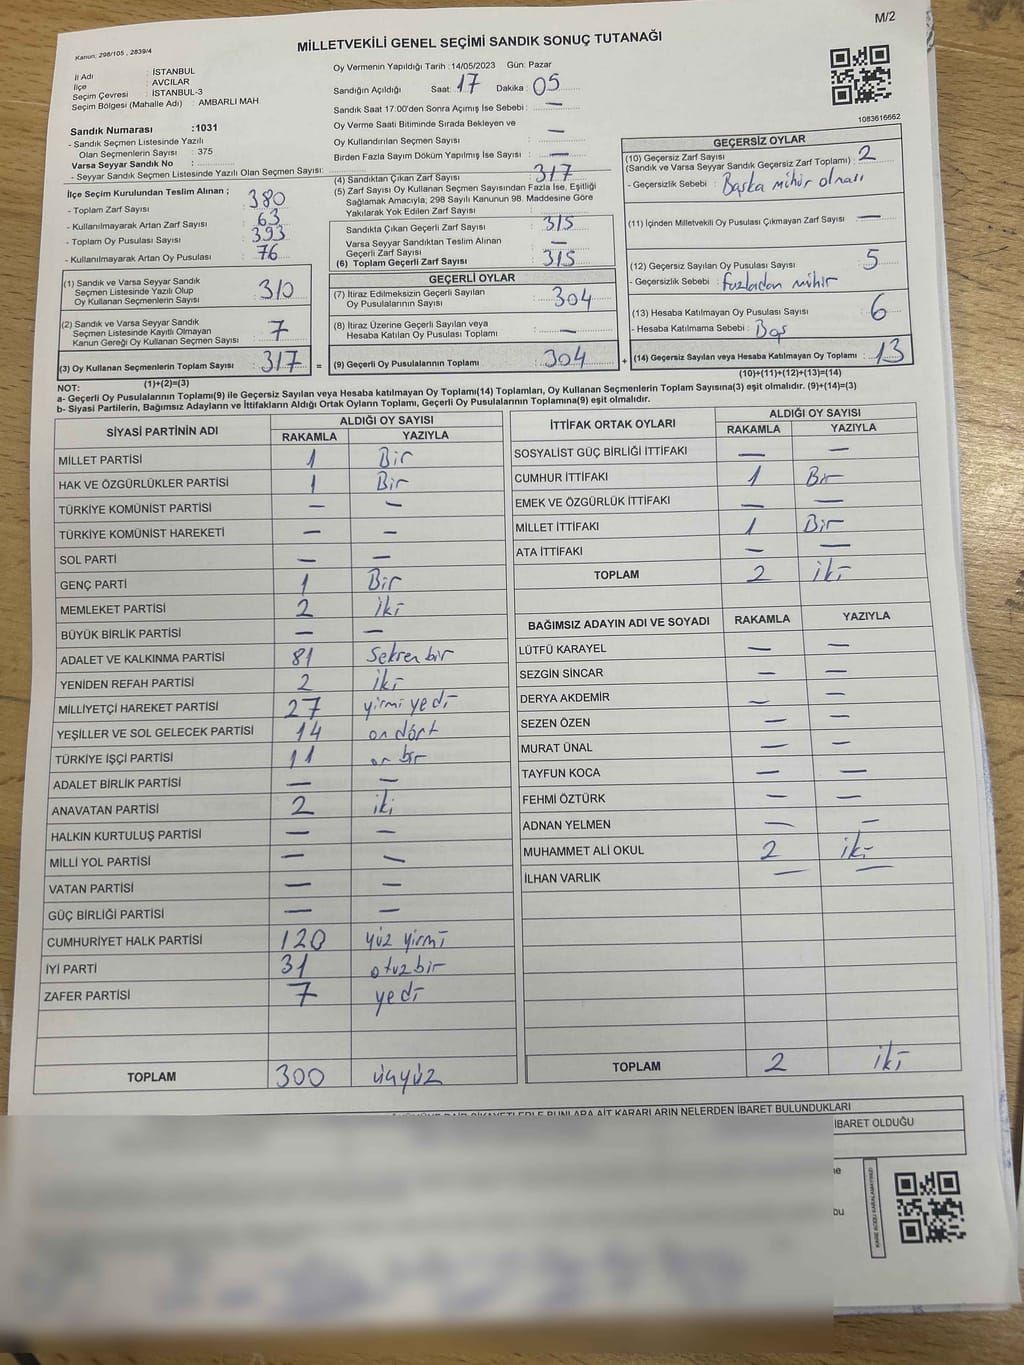 M/2
Kanun: 298/105 , 2839/4
MİLLETVEKİLİ GENEL SEÇİMİ SANDIK SONUÇ TUTANAĞI
İl Adı : İSTANBUL
İlçe : AVCILAR
Seçim Çevresi : İSTANBUL-3
Seçim Bölgesi (Mahalle Adı) : AMBARLI MAH
Sandık Numarası :1031
- Sandık Seçmen Listesinde Yazılı
Olan Seçmenlerin Sayısı : 375
Varsa Seyyar Sandık No :
- Seyyar Sandık Seçmen Listesinde Yazılı Olan Seçmen Sayısı:
Oy Vermenin Yapıldığı Tarih :14/05/2023 Gün: Pazar
Sandığın Açıldığı Saat: 17 Dakika : 05
Sandık Saat 17:00'den Sonra Açımış İse Sebebi : —
Oy Verme Saati Bitiminde Sırada Bekleyen ve
Oy Kullandırılan Seçmen Sayısı : —
Birden Fazla Sayım Döküm Yapılmış İse Sayısı : —
1083616662
İlçe Seçim Kurulundan Teslim Alınan ;
- Toplam Zarf Sayısı : 380
- Kullanılmayarak Artan Zarf Sayısı : 63
- Toplam Oy Pusulası Sayısı : 393
- Kullanılmayarak Artan Oy Pusulası : 76
(4) Sandıktan Çıkan Zarf Sayısı : 317
(5) Zarf Sayısı Oy Kullanan Seçmen Sayısından Fazla İse, Eşitliği
Sağlamak Amacıyla; 298 Sayılı Kanunun 98. Maddesine Göre
Yakılarak Yok Edilen Zarf Sayısı :
Sandıkta Çıkan Geçerli Zarf Sayısı : 315
Varsa Seyyar Sandıktan Teslim Alınan
Geçerli Zarf Sayısı : —
(6) Toplam Geçerli Zarf Sayısı : 315
GEÇERSİZ OYLAR
(10) Geçersiz Zarf Sayısı
(Sandık ve Varsa Seyyar Sandık Geçersiz Zarf Toplamı) : 2
- Geçersizlik Sebebi : Başka mühür olması
(11) İçinden Milletvekili Oy Pusulası Çıkmayan Zarf Sayısı : —
(12) Geçersiz Sayılan Oy Pusulası Sayısı : 5
- Geçersizlik Sebebi : fazladan mühir
(13) Hesaba Katılmayan Oy Pusulası Sayısı : 6
- Hesaba Katılmama Sebebi : Boş
(14) Geçersiz Sayılan veya Hesaba Katılmayan Oy Toplamı : 13
(10)+(11)+(12)+(13)=(14)
(1) Sandık ve Varsa Seyyar Sandık
Seçmen Listesinde Yazılı Olup
Oy Kullanan Seçmenlerin Sayısı : 310
(2) Sandık ve Varsa Seyyar Sandık
Seçmen Listesinde Kayıtlı Olmayan
Kanun Gereği Oy Kullanan Seçmen Sayısı : 7
(3) Oy Kullanan Seçmenlerin Toplam Sayısı : 317 =
(1)+(2)=(3)
GEÇERLİ OYLAR
(7) İtiraz Edilmeksizin Geçerli Sayılan
Oy Pusulalarının Sayısı : 304
(8) İtiraz Üzerine Geçerli Sayılan veya
Hesaba Katılan Oy Pusulası Toplamı : —
(9) Geçerli Oy Pusulalarının Toplamı : 304 +
NOT:
a- Geçerli Oy Pusulalarının Toplamı(9) ile Geçersiz Sayılan veya Hesaba katılmayan Oy Toplamı(14) Toplamları, Oy Kullanan Seçmenlerin Toplam Sayısına(3) eşit olmalıdır. (9)+(14)=(3)
b- Siyasi Partilerin, Bağımsız Adayların ve İttifakların Aldığı Ortak Oyların Toplamı, Geçerli Oy Pusulalarının Toplamına(9) eşit olmalıdır.
SİYASİ PARTİNİN ADI ALDIĞI OY SAYISI
RAKAMLA YAZIYLA
MİLLET PARTİSİ 1 Bir
HAK VE ÖZGÜRLÜKLER PARTİSİ 1 Bir
TÜRKİYE KOMÜNİST PARTİSİ — —
TÜRKİYE KOMÜNİST HAREKETİ — —
SOL PARTİ — —
GENÇ PARTİ 1 Bir
MEMLEKET PARTİSİ 2 iki
BÜYÜK BİRLİK PARTİSİ — —
ADALET VE KALKINMA PARTİSİ 81 Seksen bir
YENİDEN REFAH PARTİSİ 2 iki
MİLLİYETÇİ HAREKET PARTİSİ 27 yirmi yedi
YEŞİLLER VE SOL GELECEK PARTİSİ 14 on dört
TÜRKİYE İŞÇİ PARTİSİ 11 on bir
ADALET BİRLİK PARTİSİ — —
ANAVATAN PARTİSİ 2 iki
HALKIN KURTULUŞ PARTİSİ — —
MİLLİ YOL PARTİSİ — —
VATAN PARTİSİ — —
GÜÇ BİRLİĞİ PARTİSİ — —
CUMHURİYET HALK PARTİSİ 120 yüz yirmi
İYİ PARTİ 31 otuz bir
ZAFER PARTİSİ 7 yedi
TOPLAM 300 üçyüz
İTTİFAK ORTAK OYLARI ALDIĞI OY SAYISI
RAKAMLA YAZIYLA
SOSYALİST GÜÇ BİRLİĞİ İTTİFAKI — —
CUMHUR İTTİFAKI 1 Bir
EMEK VE ÖZGÜRLÜK İTTİFAKI — —
MİLLET İTTİFAKI 1 Bir
ATA İTTİFAKI — —
TOPLAM 2 iki
BAĞIMSIZ ADAYIN ADI VE SOYADI RAKAMLA YAZIYLA
LÜTFÜ KARAYEL — —
SEZGİN SİNCAR — —
DERYA AKDEMİR — —
SEZEN ÖZEN — —
MURAT ÜNAL — —
TAYFUN KOCA — —
FEHMİ ÖZTÜRK — —
ADNAN YELMEN — —
MUHAMMET ALİ OKUL 2 iki
İLHAN VARLIK — —
TOPLAM 2 iki
KARARLARIN NELERDEN İBARET BULUNDUKLARI
İBARET OLDUĞU
KARE KODU KARALAMAYINIZ!